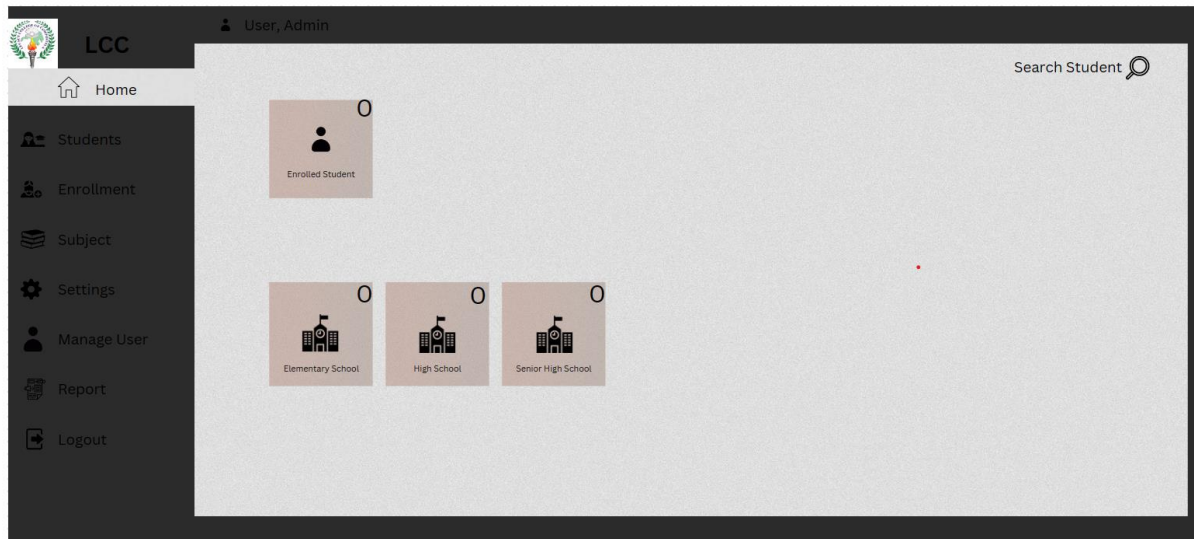 LCC
User, Admin
Home
Students
Enrollment
Subject
Settings
Manage User
Report
Logout
Search Student
0
Enrolled Student
0
Elementary School
0
High School
0
Senior High School